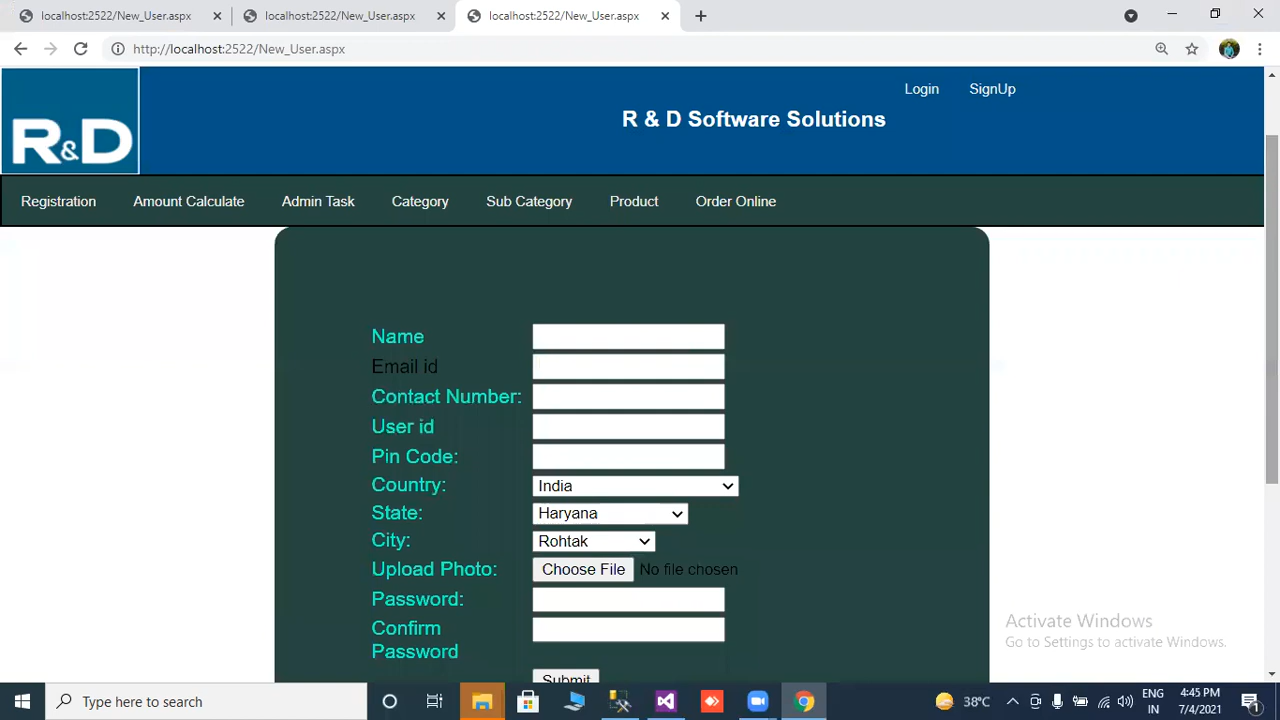 localhost:2522/New_User.aspx localhost:2522/New_User.aspx localhost:2522/New_User.aspx
http://localhost:2522/New_User.aspx
Login SignUp
R & D Software Solutions
R&D
Registration Amount Calculate Admin Task Category Sub Category Product Order Online
Name
Email id
Contact Number:
User id
Pin Code:
Country: India
State: Haryana
City: Rohtak
Upload Photo: Choose File No file chosen
Password:
Confirm
Password
Submit
Activate Windows
Go to Settings to activate Windows.
Type here to search
38°C
ENG
IN
4:45 PM
7/4/2021
1